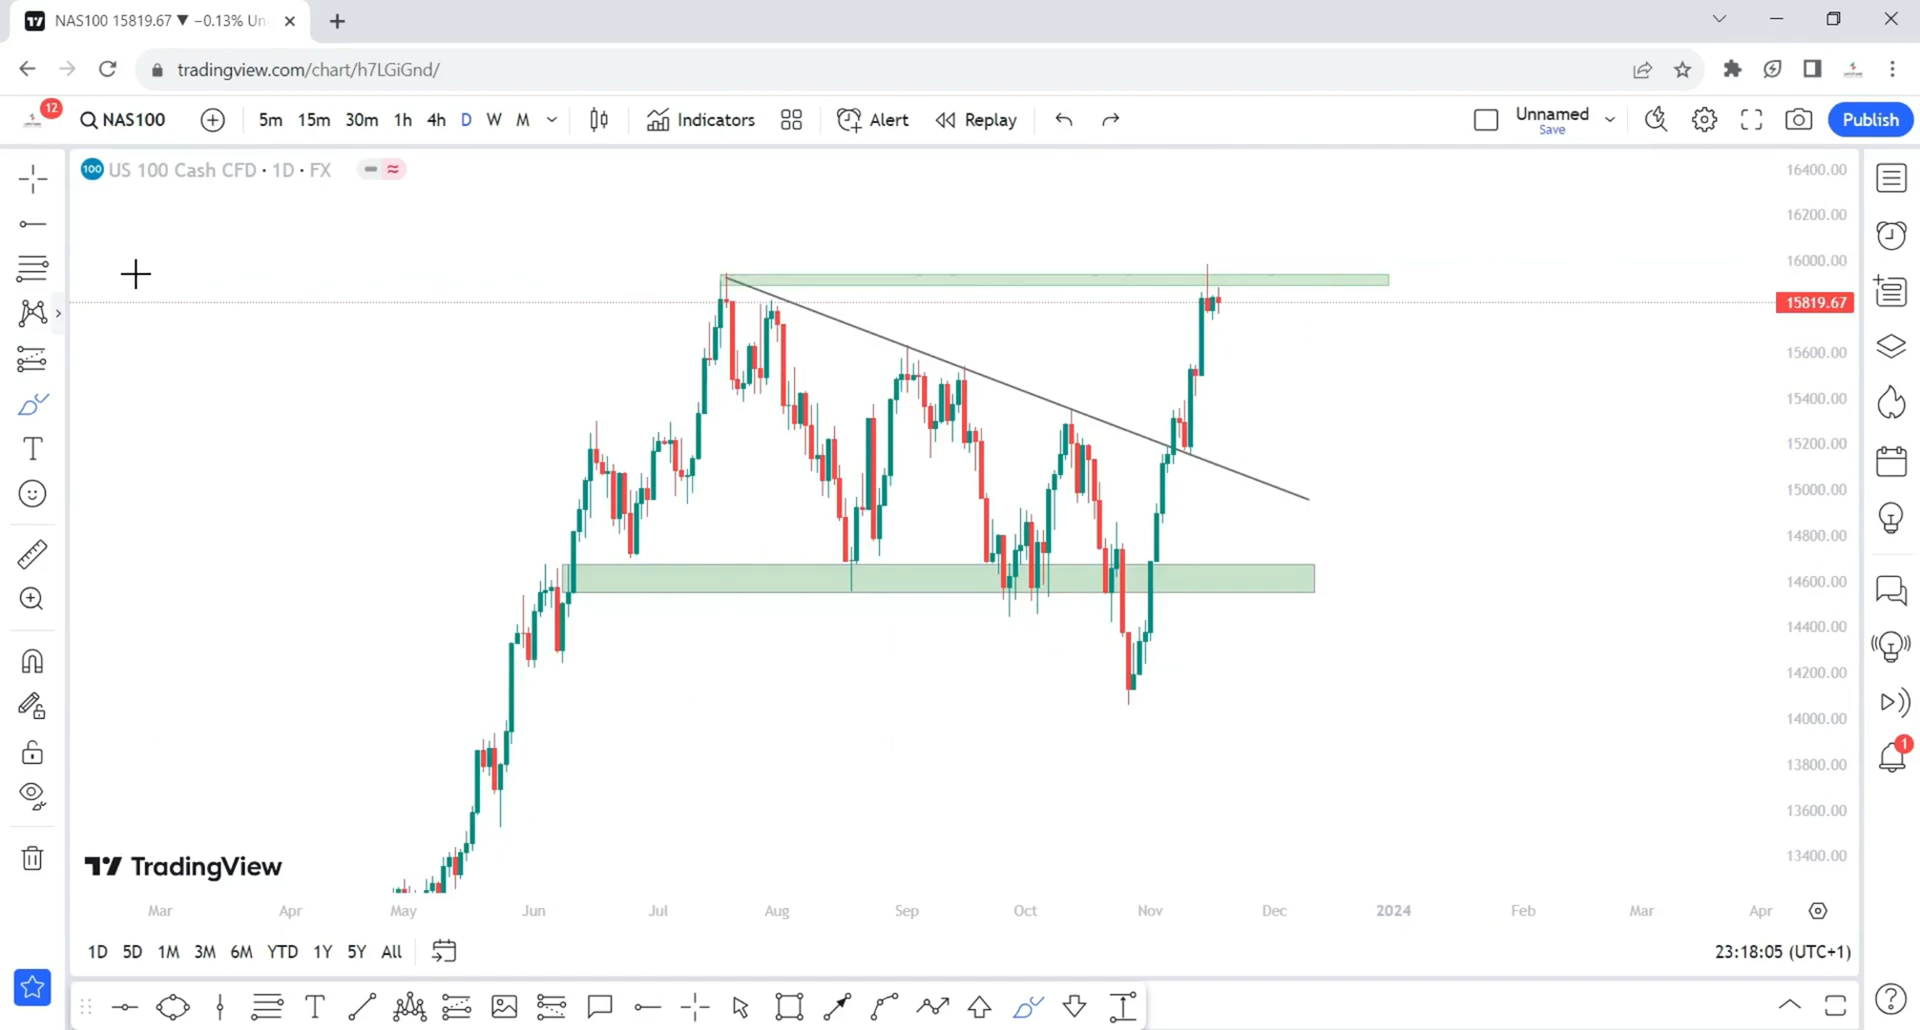 NAS100 15819.67 ▼ −0.13% Un
tradingview.com/chart/h7LGiGnd/
12
NAS100 5m 15m 30m 1h 4h D W M Indicators Alert Replay Unnamed Save Publish
100 US 100 Cash CFD · 1D · FX
16400.00
16200.00
16000.00
15819.67
15600.00
15400.00
15200.00
15000.00
14800.00
14600.00
14400.00
14200.00
14000.00
1
13800.00
13600.00
13400.00
TradingView
Mar Apr May Jun Jul Aug Sep Oct Nov Dec 2024 Feb Mar Apr
1D 5D 1M 3M 6M YTD 1Y 5Y All 23:18:05 (UTC+1)